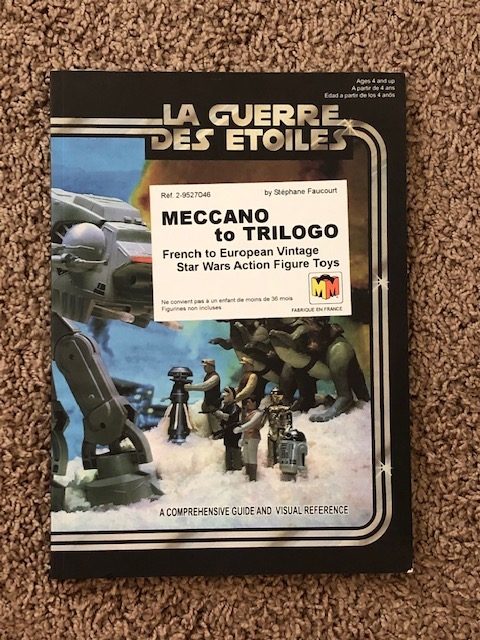 Ages 4 and up
A partir de 4 ans
Edad a partir de los 4 anõs
LA GUERRE
DES ETOILES
Réf. 2-9527046 by Stéphane Faucourt
MECCANO
to TRILOGO
French to European Vintage
Star Wars Action Figure Toys
MM
Ne convient pas à un enfant de moins de 36 mois
Figurines non incluses
FABRIQUE EN FRANCE
A COMPREHENSIVE GUIDE AND VISUAL REFERENCE